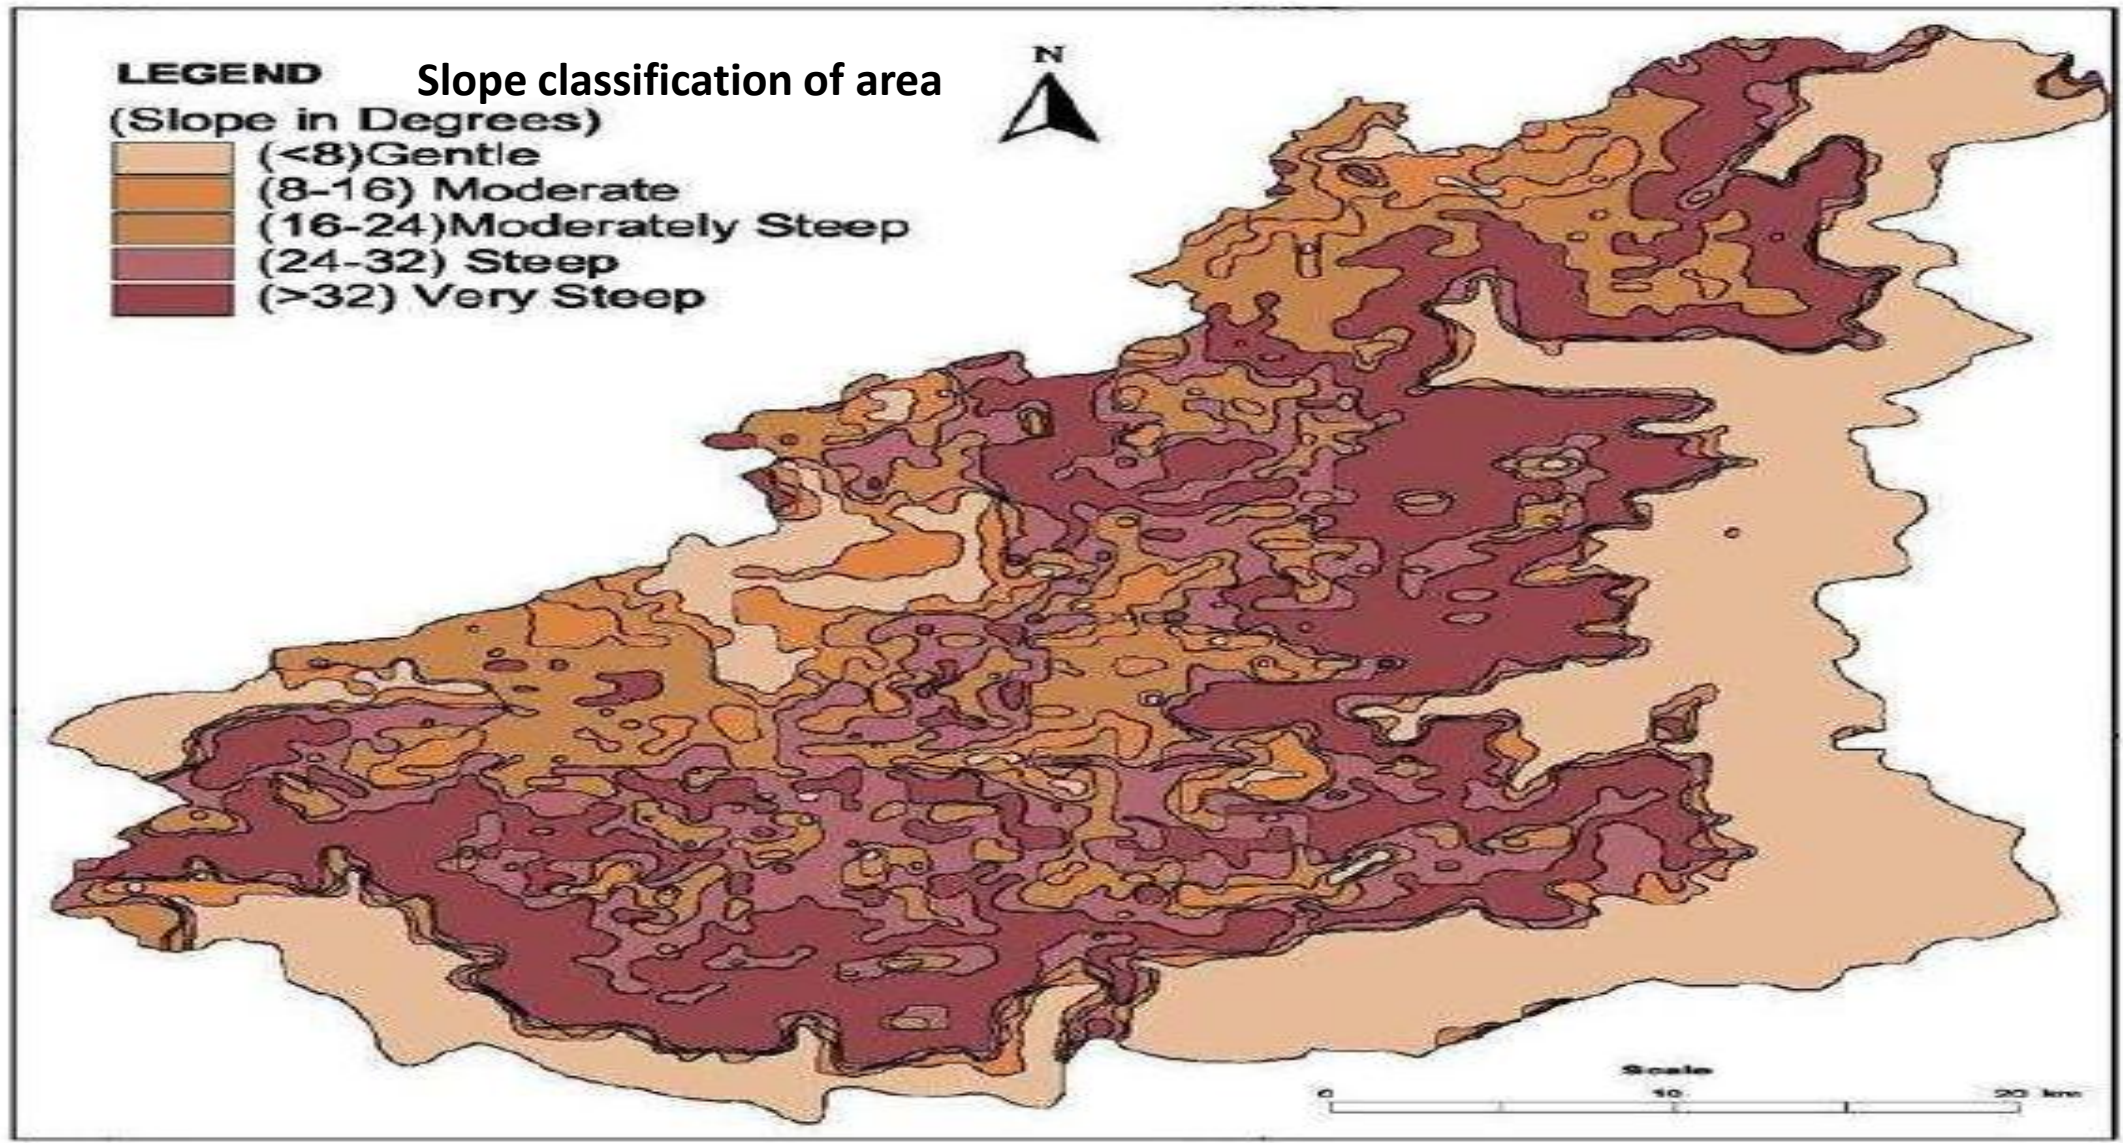 LEGEND
Slope classification of area
N
(Slope in Degrees)
(<8)Gentle
(8-16) Moderate
(16-24)Moderately Steep
(24-32) Steep
(>32) Very Steep
Scale
0 10 20 km